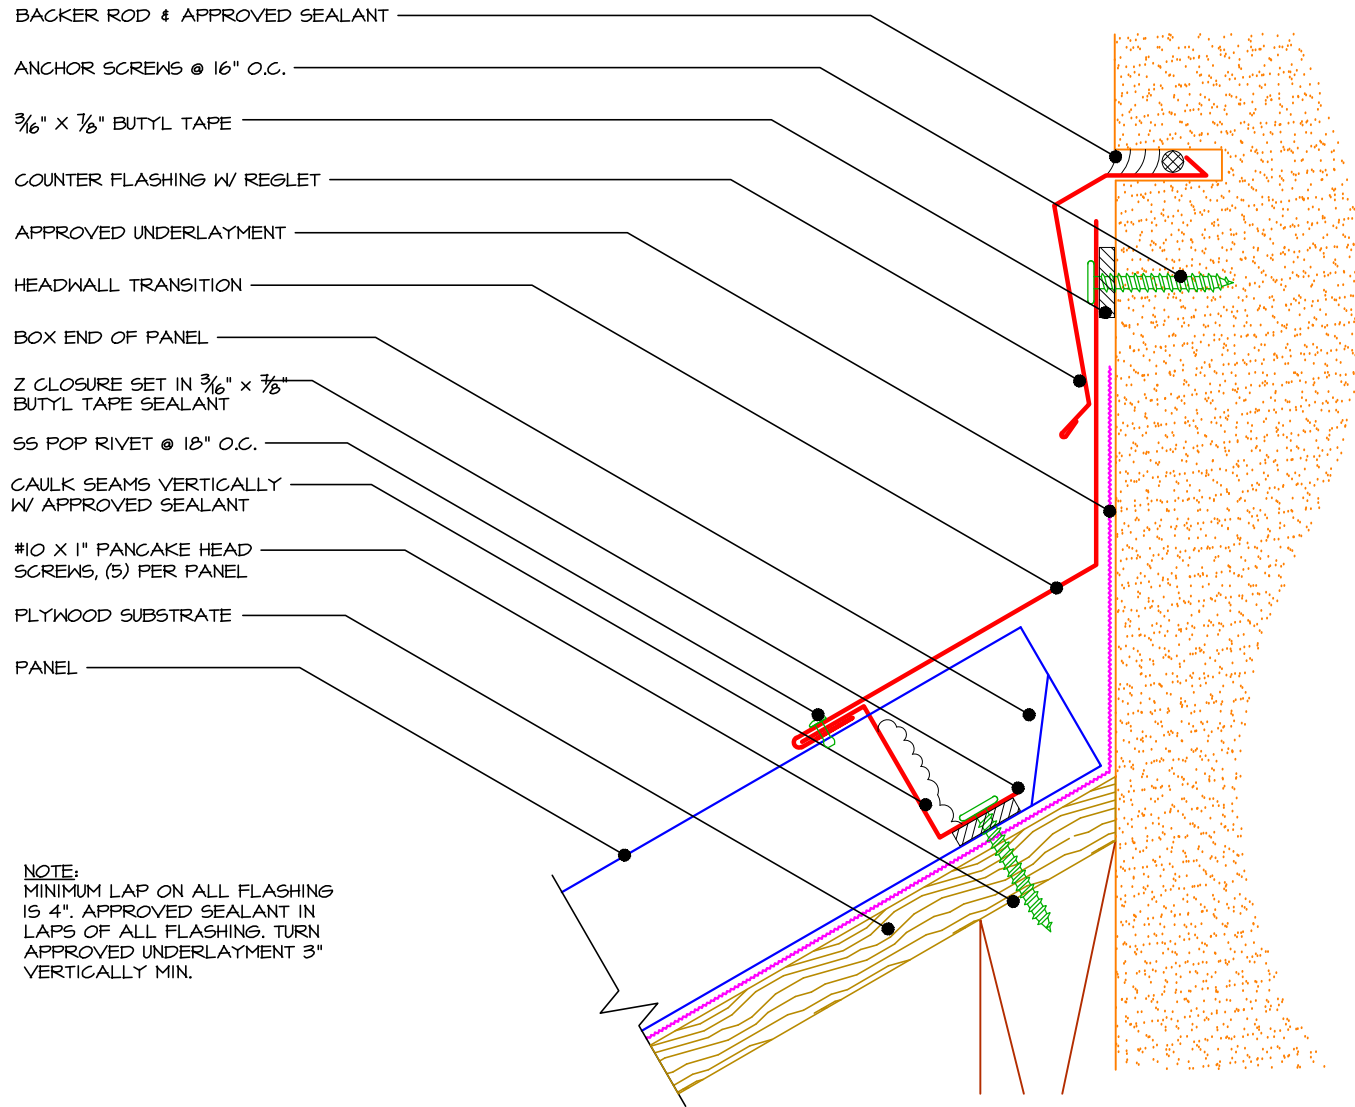 BACKER ROD & APPROVED SEALANT
ANCHOR SCREWS @ 16" O.C.
3/16" X 7/8" BUTYL TAPE
COUNTER FLASHING W/ REGLET
APPROVED UNDERLAYMENT
HEADWALL TRANSITION
BOX END OF PANEL
Z CLOSURE SET IN 3/16" X 7/8"
BUTYL TAPE SEALANT
SS POP RIVET @ 18" O.C.
CAULK SEAMS VERTICALLY
W/ APPROVED SEALANT
#10 X 1" PANCAKE HEAD
SCREWS, (5) PER PANEL
PLYWOOD SUBSTRATE
PANEL
NOTE:
MINIMUM LAP ON ALL FLASHING
IS 4". APPROVED SEALANT IN
LAPS OF ALL FLASHING. TURN
APPROVED UNDERLAYMENT 3"
VERTICALLY MIN.